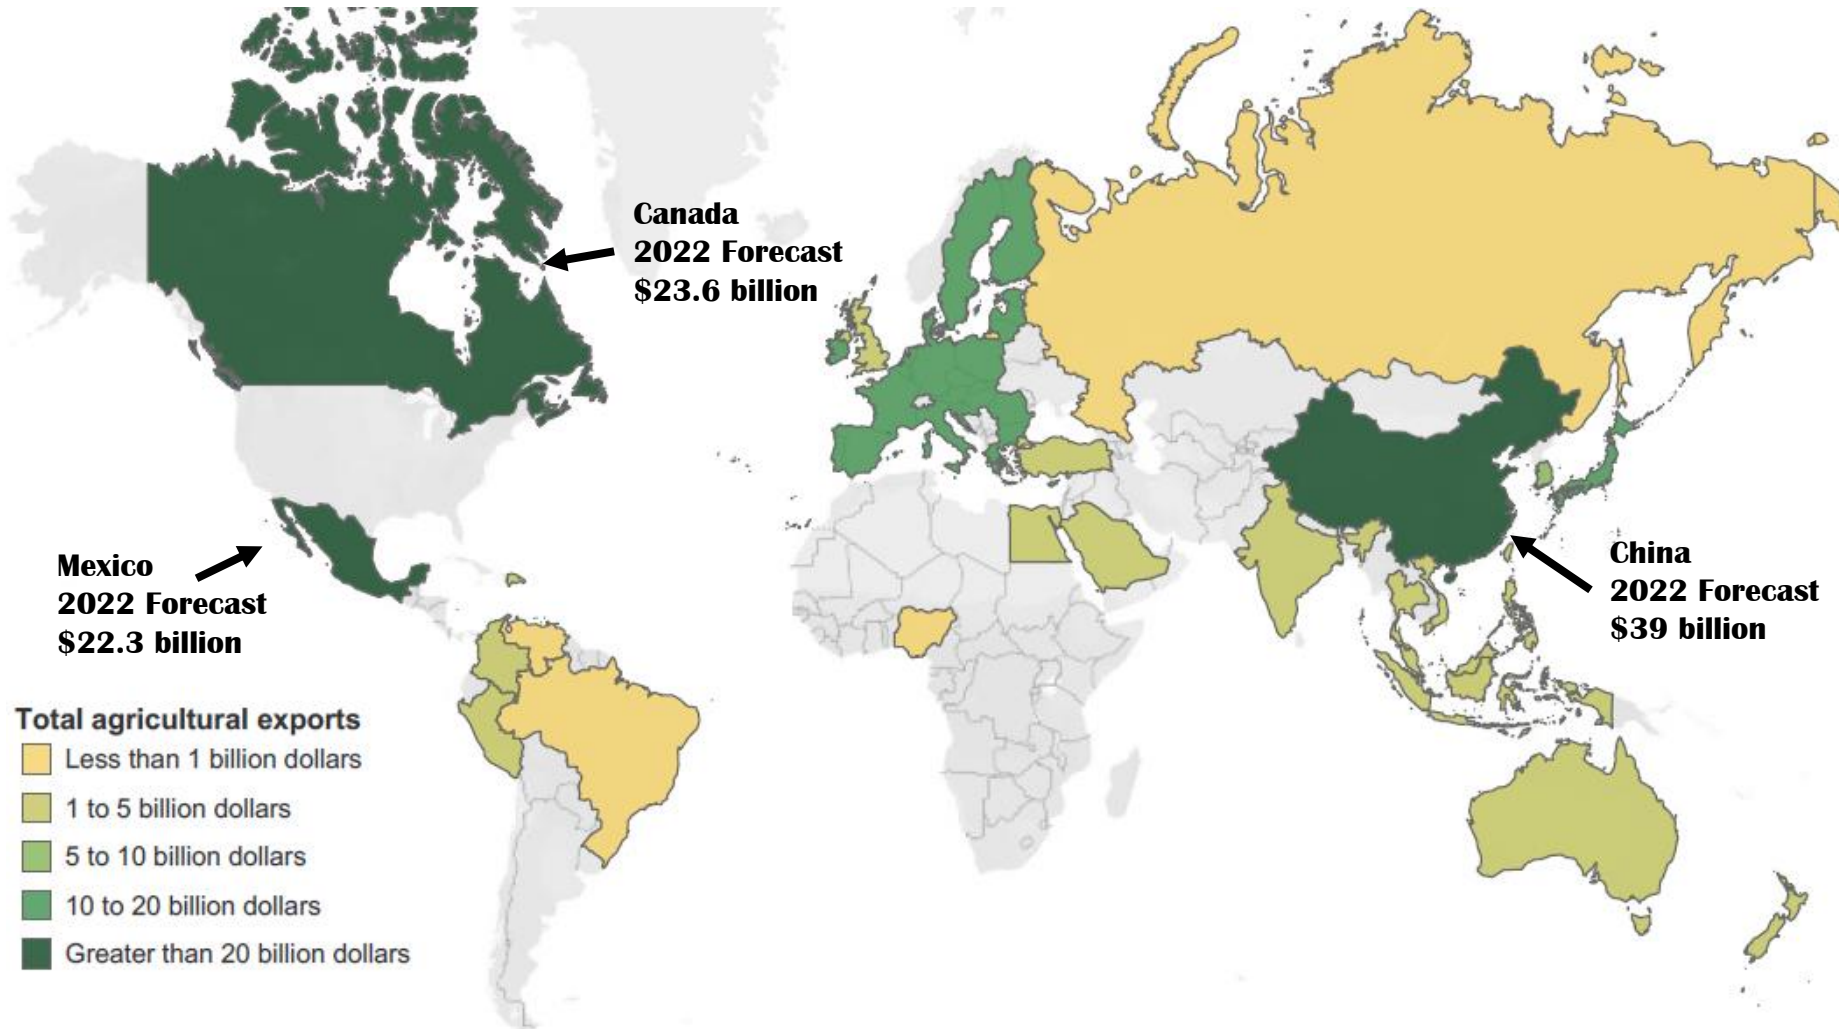 Canada
2022 Forecast
$23.6 billion
Mexico
2022 Forecast
$22.3 billion
China
2022 Forecast
$39 billion
Total agricultural exports
Less than 1 billion dollars
1 to 5 billion dollars
5 to 10 billion dollars
10 to 20 billion dollars
Greater than 20 billion dollars